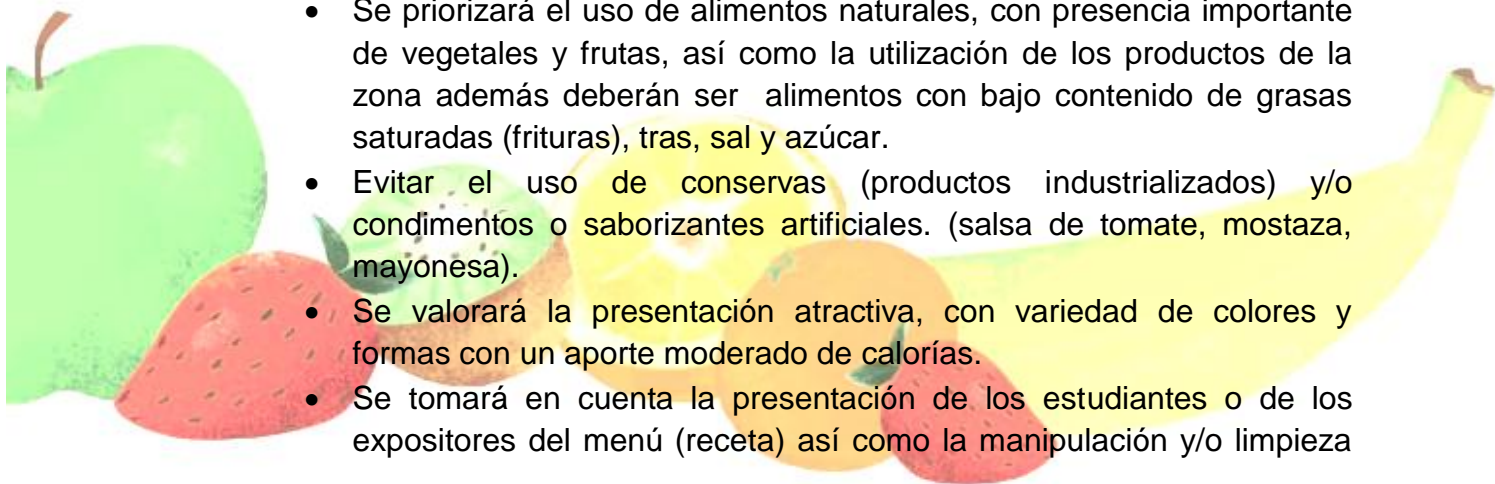 • Se priorizará el uso de alimentos naturales, con presencia importante
de vegetales y frutas, así como la utilización de los productos de la
zona además deberán ser alimentos con bajo contenido de grasas
saturadas (frituras), tras, sal y azúcar.
• Evitar el uso de conservas (productos industrializados) y/o
condimentos o saborizantes artificiales. (salsa de tomate, mostaza,
mayonesa).
• Se valorará la presentación atractiva, con variedad de colores y
formas con un aporte moderado de calorías.
• Se tomará en cuenta la presentación de los estudiantes o de los
expositores del menú (receta) así como la manipulación y/o limpieza